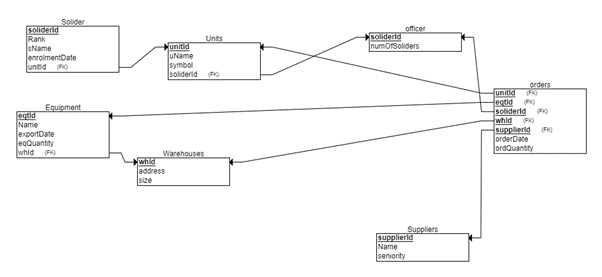 Solider
soliderId
Rank
sName
enrolmentDate
unitId (FK)
Units
unitId
uName
symbol
soliderId (FK)
officer
soliderId
numOfSoliders
orders
unitId (FK)
eqtId (FK)
soliderId (FK)
whId (FK)
supplierId (FK)
orderDate
ordQuantity
Equipment
eqtId
Name
exportDate
eqQuantity
whId (FK)
Warehouses
whId
address
size
Suppliers
supplierId
Name
seniority